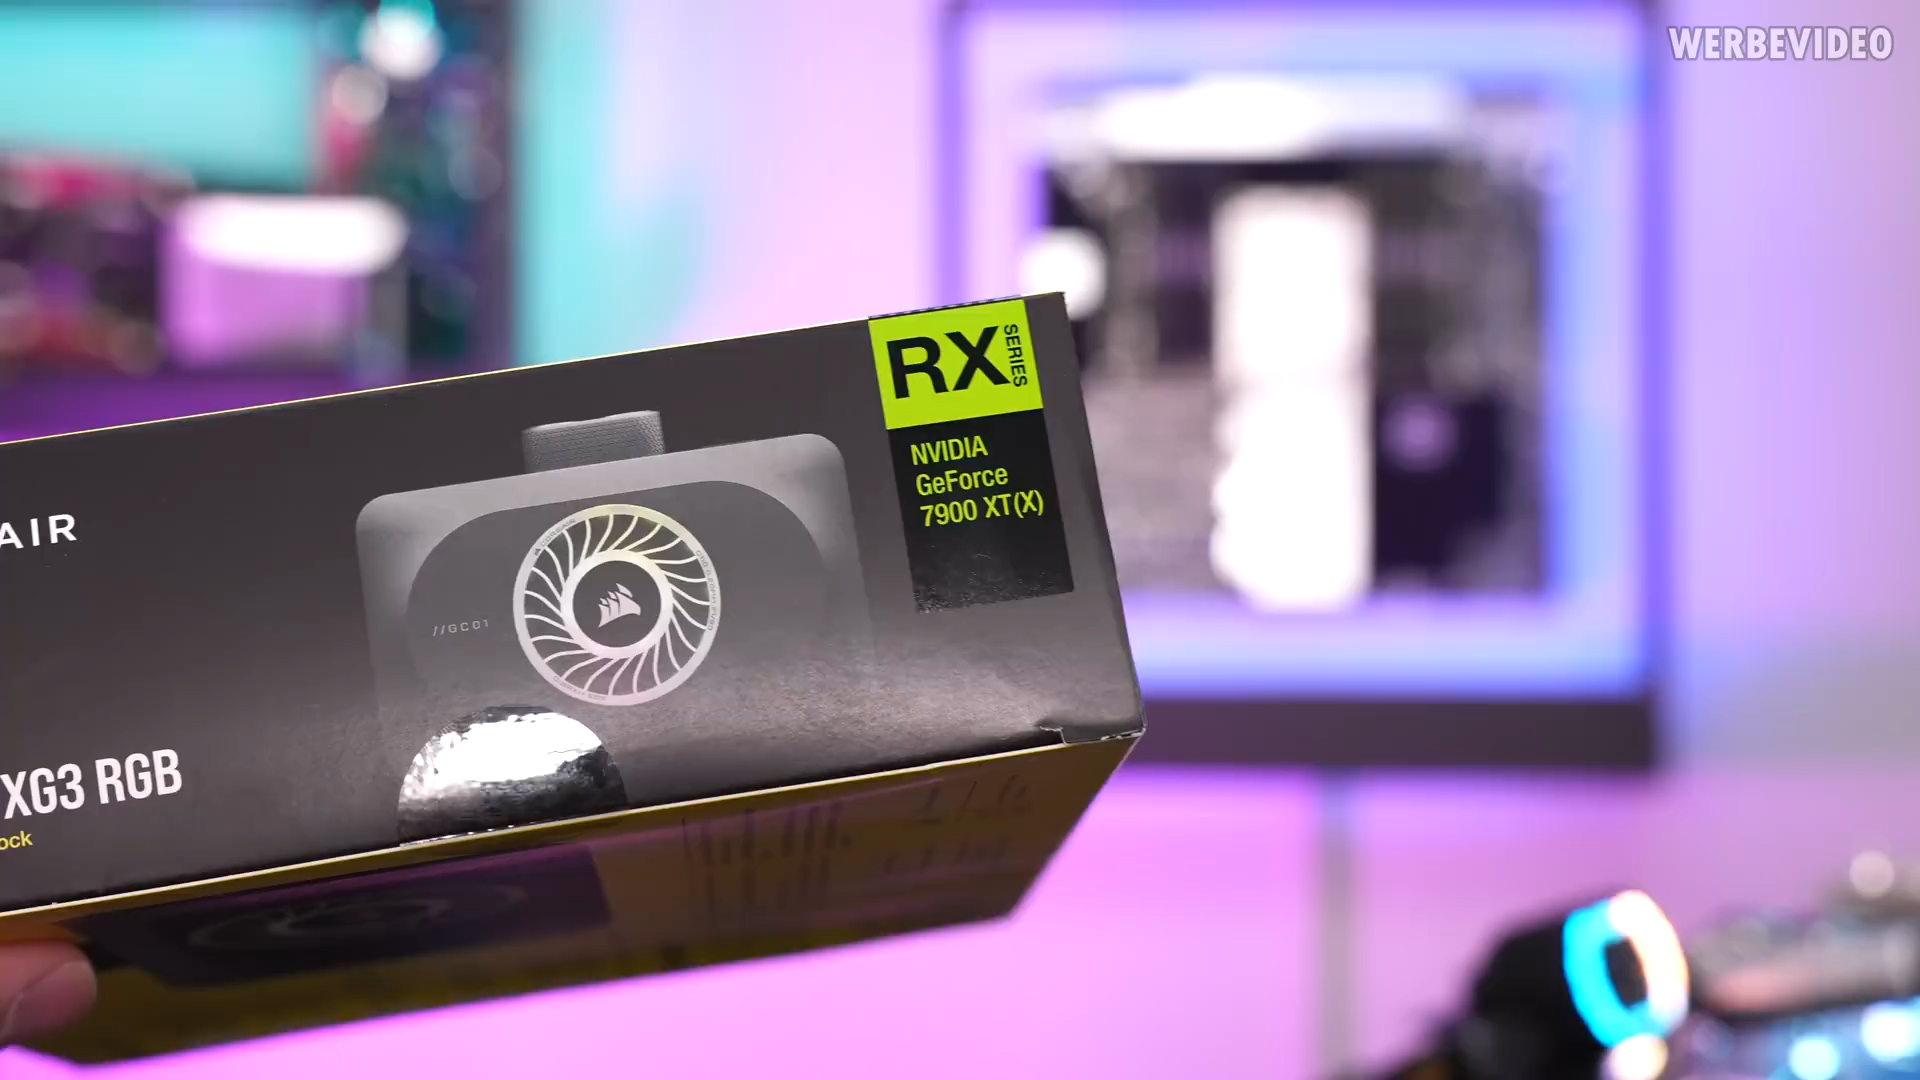 WERBEVIDEO
RX
SERIES
NVIDIA
GeForce
7900 XT(X)
AIR
//GC01
XG3 RGB
ock